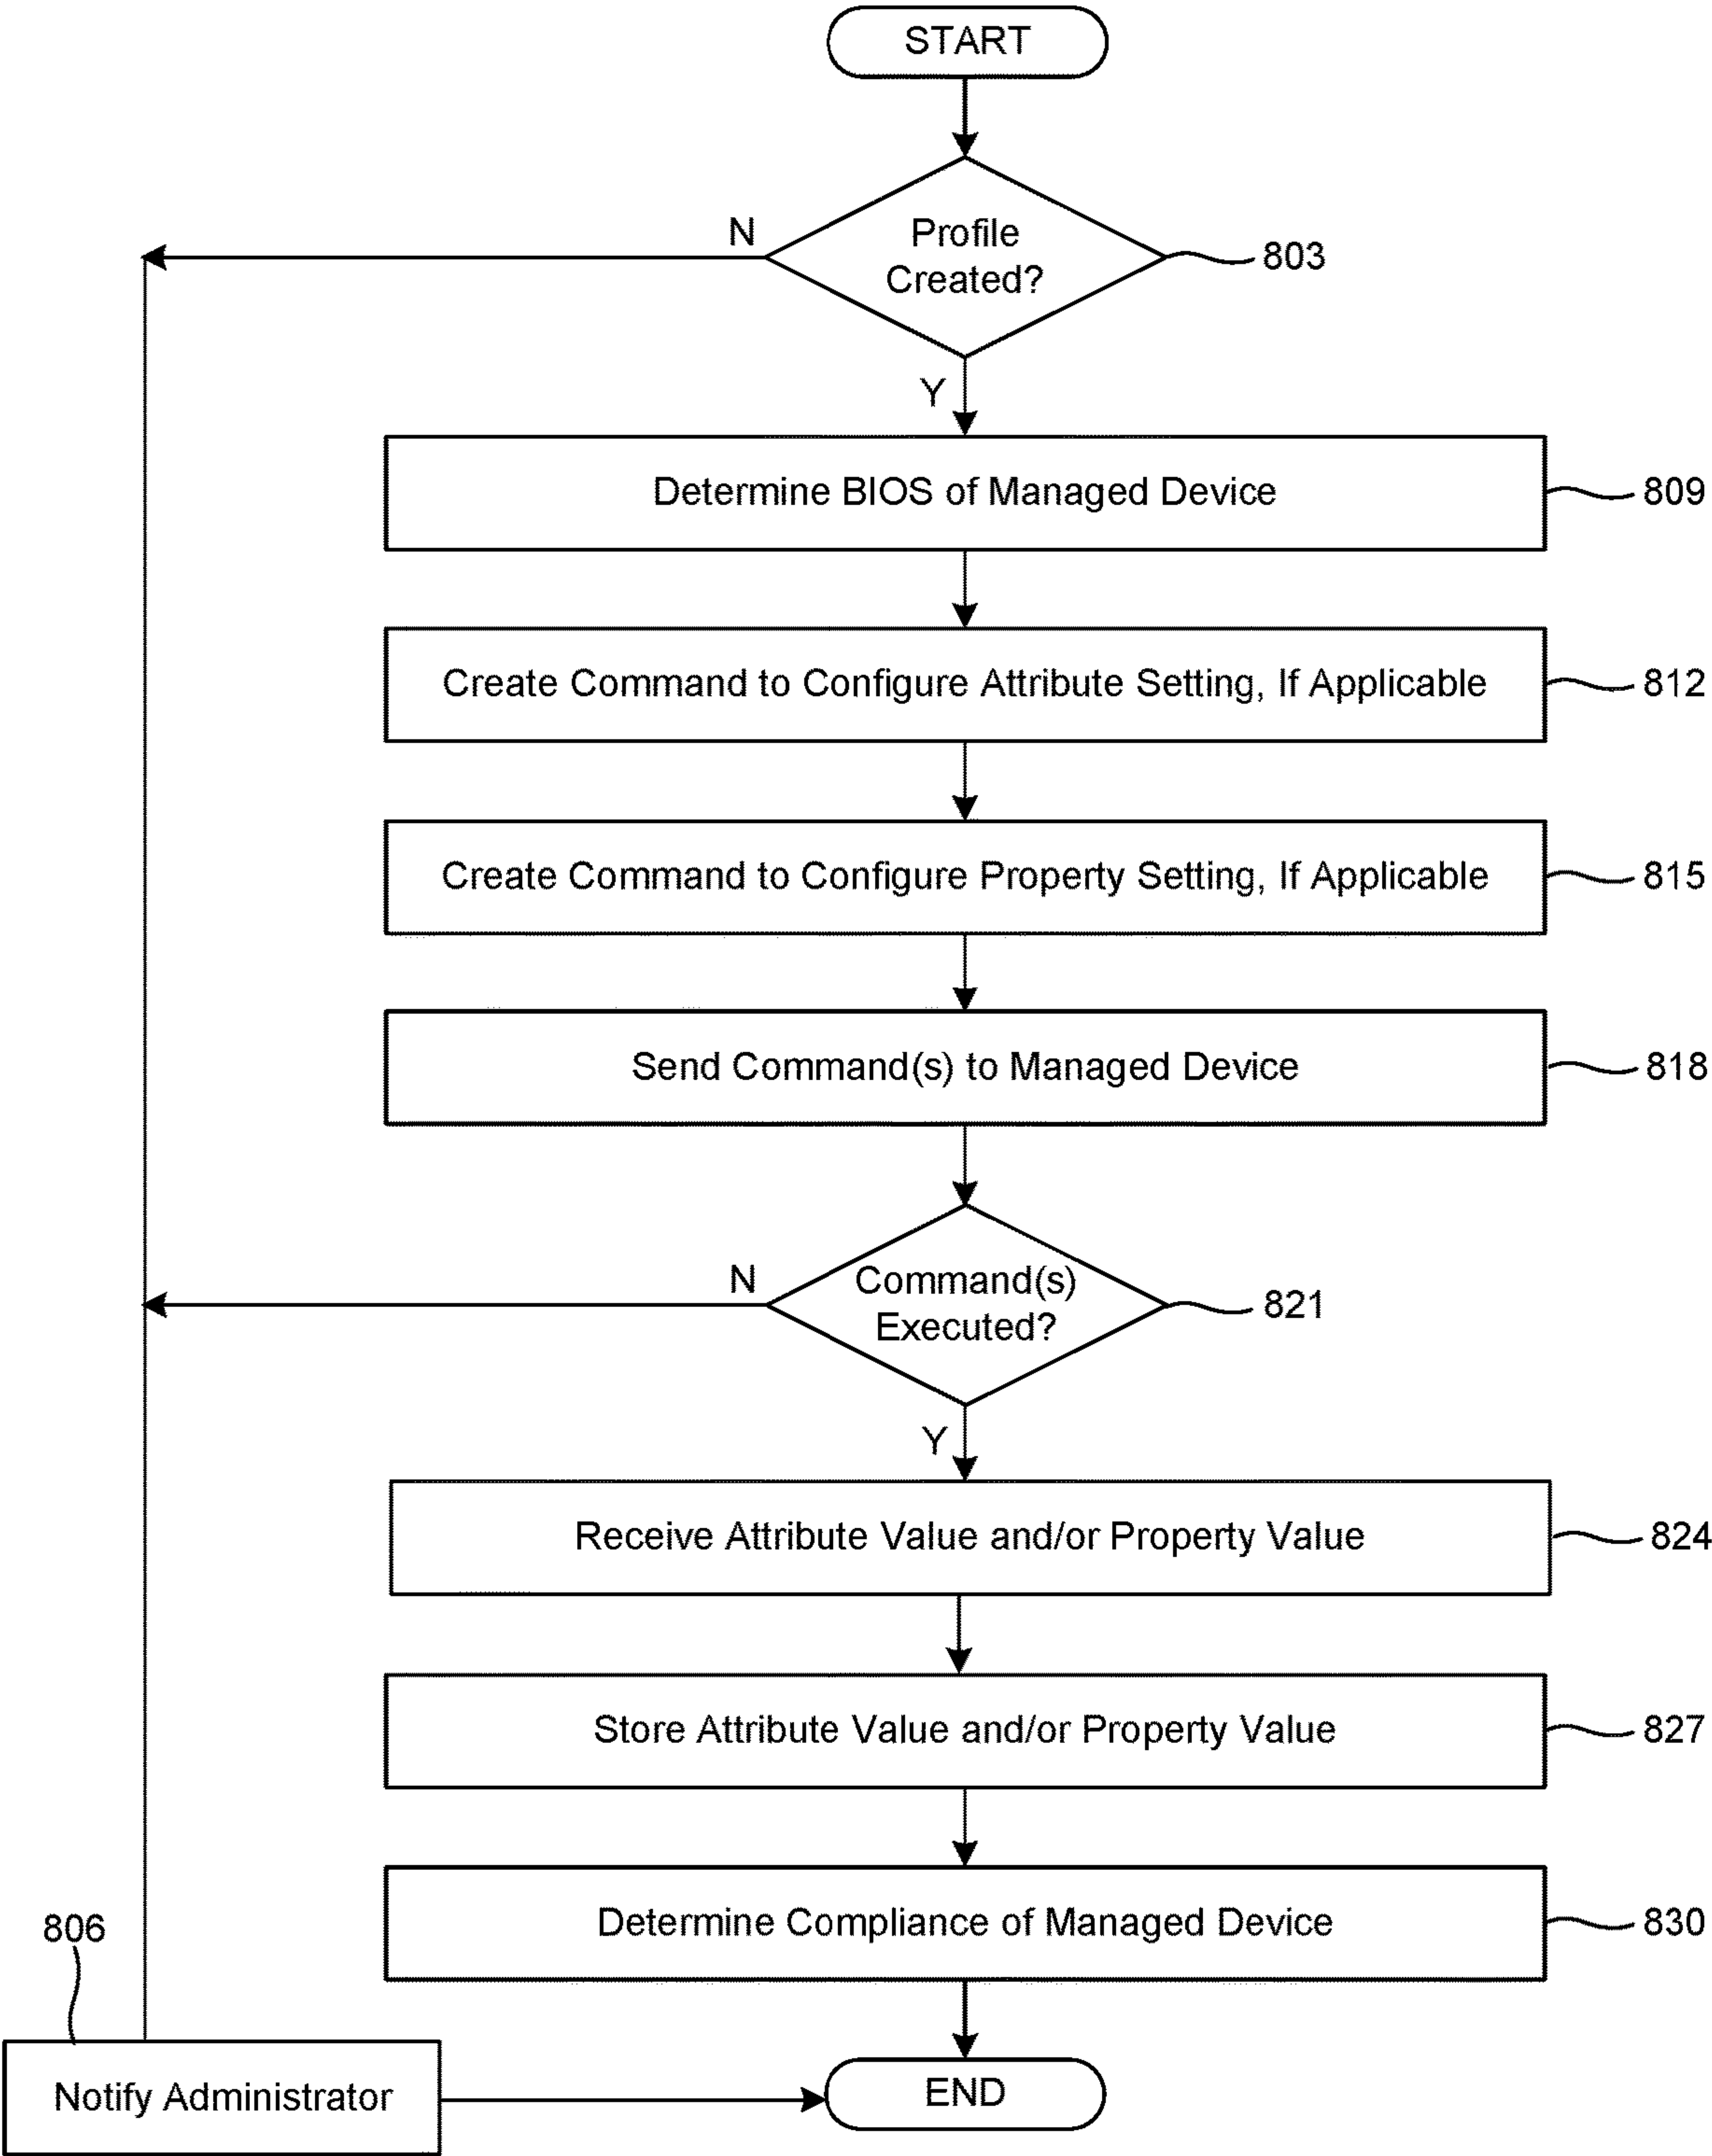 START
Profile
Created?
803
N
Y
Determine BIOS of Managed Device
809
Create Command to Configure Attribute Setting, If Applicable
812
Create Command to Configure Property Setting, If Applicable
815
Send Command(s) to Managed Device
818
Command(s)
Executed?
821
N
Y
Receive Attribute Value and/or Property Value
824
Store Attribute Value and/or Property Value
827
Determine Compliance of Managed Device
830
806
Notify Administrator
END